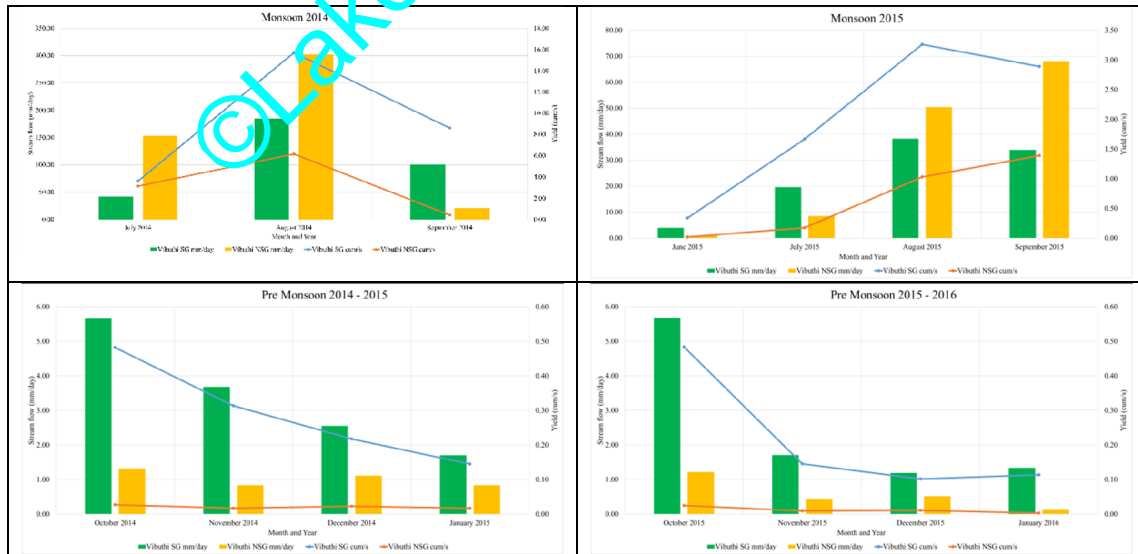 Monsoon 2014
Stream flow (mm/day)
Yield (cum/s)
July 2014
August 2014
September 2014
Month and Year
Vibuthi SG mm/day
Vibuthi NSG mm/day
Vibuthi SG cum/s
Vibuthi NSG cum/s
Monsoon 2015
80.00
70.00
60.00
50.00
40.00
30.00
20.00
10.00
0.00
Stream flow (mm/day)
3.50
3.00
2.50
2.00
1.50
1.00
0.50
0.00
Yield (cum/s)
June 2015
July 2015
August 2015
September 2015
Month and Year
Vibuthi SG mm/day
Vibuthi NSG mm/day
Vibuthi SG cum/s
Vibuthi NSG cum/s
Pre Monsoon 2014 - 2015
6.00
5.00
4.00
3.00
2.00
1.00
0.00
Stream flow (mm/day)
0.60
0.50
0.40
0.30
0.20
0.10
0.00
Yield (cum/s)
October 2014
November 2014
December 2014
January 2015
Month and Year
Vibuthi SG mm/day
Vibuthi NSG mm/day
Vibuthi SG cum/s
Vibuthi NSG cum/s
Pre Monsoon 2015 - 2016
6.00
5.00
4.00
3.00
2.00
1.00
0.00
Stream flow (mm/day)
0.60
0.50
0.40
0.30
0.20
0.10
0.00
Yield (cum/s)
October 2015
November 2015
December 2015
January 2016
Month and Year
Vibuthi SG mm/day
Vibuthi NSG mm/day
Vibuthi SG cum/s
Vibuthi NSG cum/s